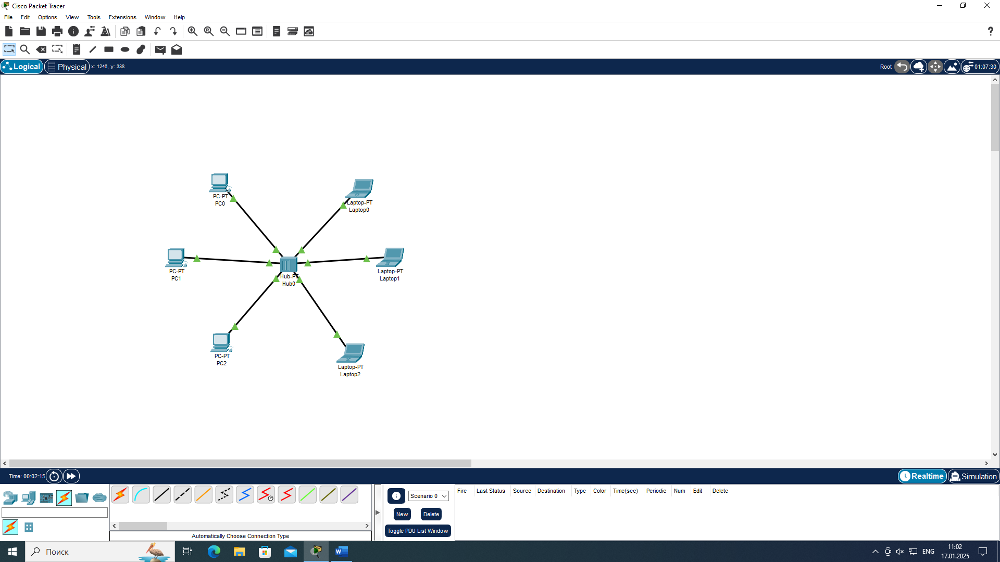 Cisco Packet Tracer
File Edit Options View Tools Extensions Window Help
Logical Physical x: 1246, y: 338 Root 01:07:30
PC-PT
PC0
Laptop-PT
Laptop0
PC-PT
PC1
Hub-PT
Hub0
Laptop-PT
Laptop1
PC-PT
PC2
Laptop-PT
Laptop2
Time: 00:02:15 Realtime Simulation
Scenario 0
New Delete
Toggle PDU List Window
Fire Last Status Source Destination Type Color Time(sec) Periodic Num Edit Delete
Automatically Choose Connection Type
Поиск
ENG
11:02
17.01.2025